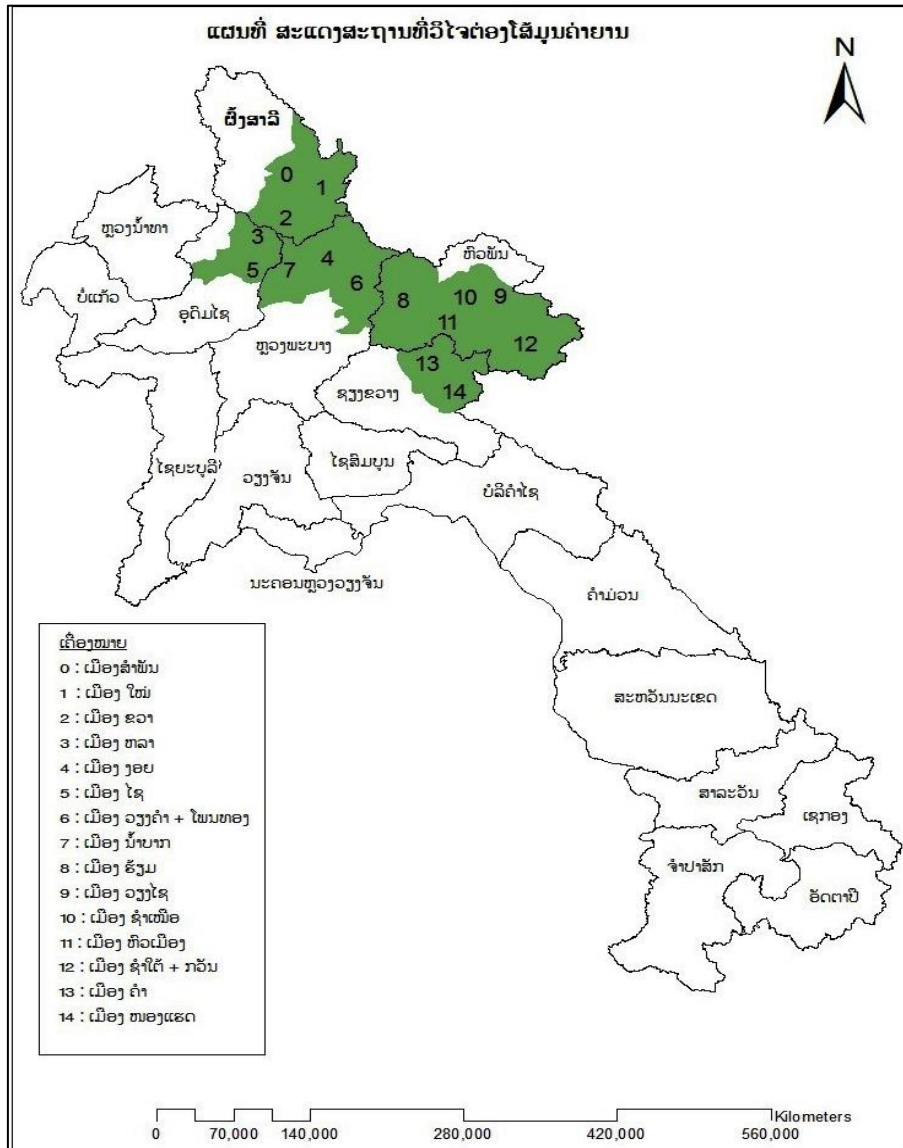 ແຜນທີ່ ສະແດງສະຖານທີ່ວິໄຈຕ່ອງໂສ້ມູນຄ່າຍານ
N
ຜົ້ງສາລີ
0
1
2
ຫຼວງນ້ຳທາ
3
4
5
7
6
ຫົວພັນ
ບໍ່ແກ້ວ
8
10
9
ອຸດົມໄຊ
11
12
ຫຼວງພະບາງ
13
14
ຊຽງຂວາງ
ໄຊຍະບູລີ
ວຽງຈັນ
ໄຊສົມບູນ
ບໍລິຄຳໄຊ
ນະຄອນຫຼວງວຽງຈັນ
ຄຳມ່ວນ
ສະຫວັນນະເຂດ
ສາລະວັນ
ເຊກອງ
ຈຳປາສັກ
ອັດຕາປື
ເຄື່ອງໝາຍ
0 : ເມືອງສຳພັນ
1 : ເມືອງ ໃໝ່
2 : ເມືອງ ຂວາ
3 : ເມືອງ ຫລາ
4 : ເມືອງ ງອຍ
5 : ເມືອງ ໄຊ
6 : ເມືອງ ວຽງຄຳ + ໂພນທອງ
7 : ເມືອງ ນ້ຳບາກ
8 : ເມືອງ ຮ້ຽມ
9 : ເມືອງ ວຽງໄຊ
10 : ເມືອງ ຊຳເໜືອ
11 : ເມືອງ ຫົວເມືອງ
12 : ເມືອງ ຊຳໃຕ້ + ກວັນ
13 : ເມືອງ ຄຳ
14 : ເມືອງ ໜອງແຮດ
Kilometers
0 70,000 140,000 280,000 420,000 560,000